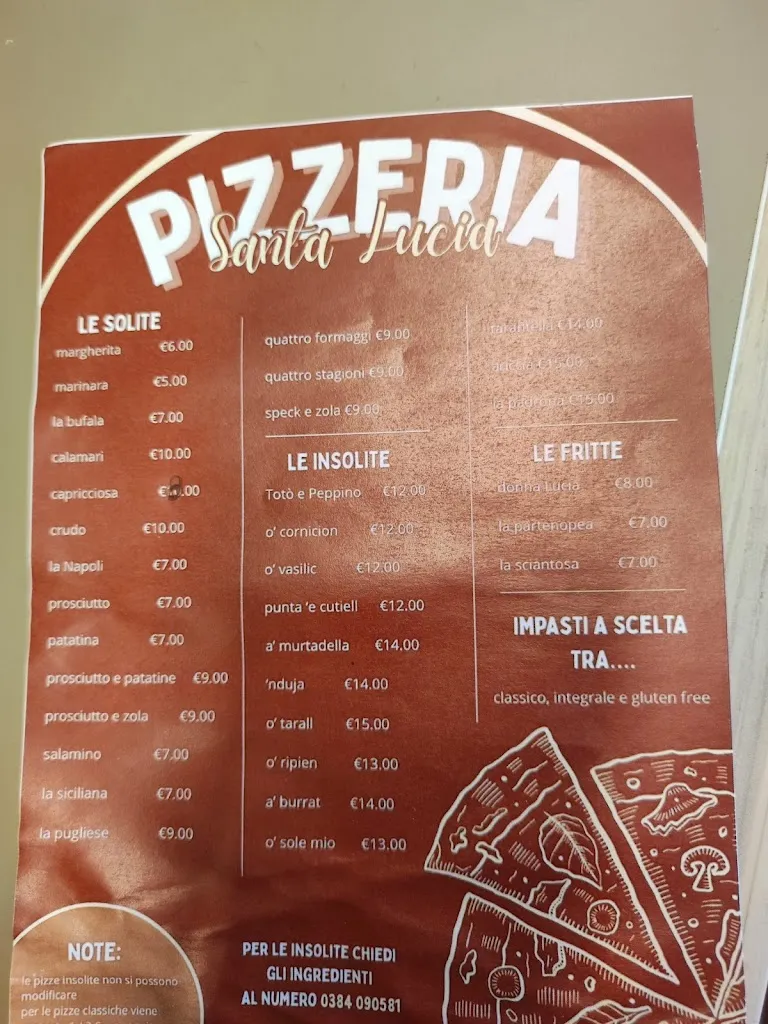 PIZZERIA
Santa Lucia
LE SOLITE
margherita €6.00
marinara €5.00
la bufala €7.00
calamari €10.00
capricciosa
crudo €10.00
la Napoli €7.00
prosciutto €7.00
patatina €7.00
prosciutto e patatine €9.00
prosciutto e zola €9.00
salamino €7.00
la siciliana €7.00
la pugliese €9.00
quattro formaggi €9.00
quattro stagioni €9.00
speck e zola €9.00
LE INSOLITE
Totò e Peppino €12.00
o' cornicion €12.00
o' vasilic €12.00
punta 'e cutiell €12.00
a' murtadella €14.00
'nduja €14.00
o' tarall €15.00
o' ripien €13.00
a' burrat €14.00
o' sole mio €13.00
tarantella €14.00
€15.00
la padrona €15.00
LE FRITTE
donna Lucia €8.00
la partenopea €7.00
la sciantosa €7.00
IMPASTI A SCELTA
TRA....
classico, integrale e gluten free
NOTE:
le pizze insolite non si possono
modificare
per le pizze classiche viene
PER LE INSOLITE CHIEDI
GLI INGREDIENTI
AL NUMERO 0384 090581